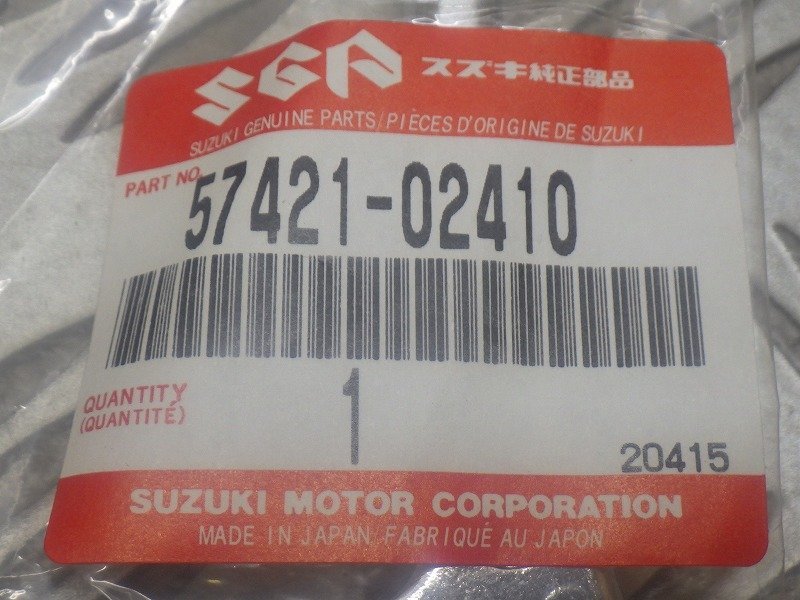 SGP スズキ純正部品
SUZUKI GENUINE PARTS/PIÈCES D'ORIGINE DE SUZUKI
PART NO.
57421-02410
QUANTITY
(QUANTITÉ)
1
20415
SUZUKI MOTOR CORPORATION
MADE IN JAPAN FABRIQUÉ AU JAPON